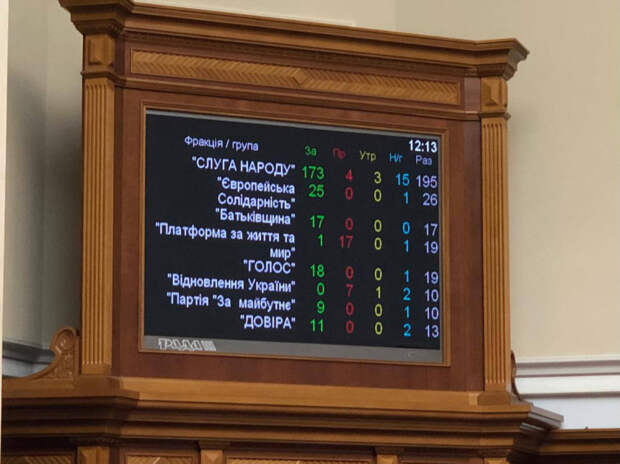 12:13
Фракція / група За Пр Утр Н/г Раз
"СЛУГА НАРОДУ" 173 4 3 15 195
"Європейська 25 0 0 1 26
Солідарність"
"Батьківщина" 17 0 0 0 17
"Платформа за життя та 1 17 0 1 19
мир"
"ГОЛОС" 18 0 0 1 19
"Відновлення України" 0 7 1 2 10
"Партія "За майбутнє" 9 0 0 1 10
"ДОВІРА" 11 0 0 2 13
РАДА